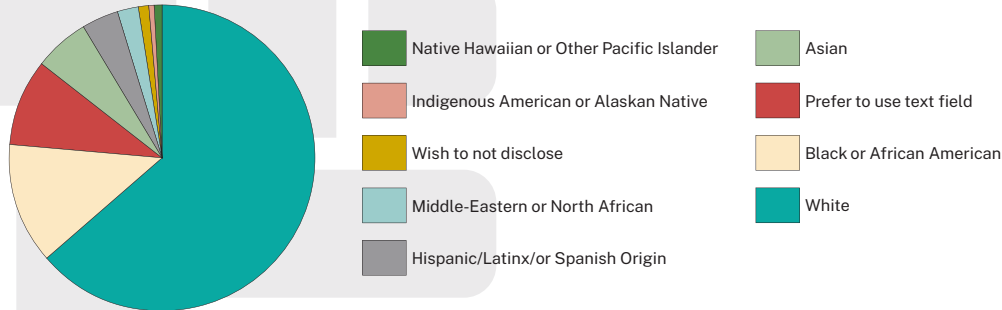 Native Hawaiian or Other Pacific Islander
Indigenous American or Alaskan Native
Wish to not disclose
Middle-Eastern or North African
Hispanic/Latinx/or Spanish Origin
Asian
Prefer to use text field
Black or African American
White